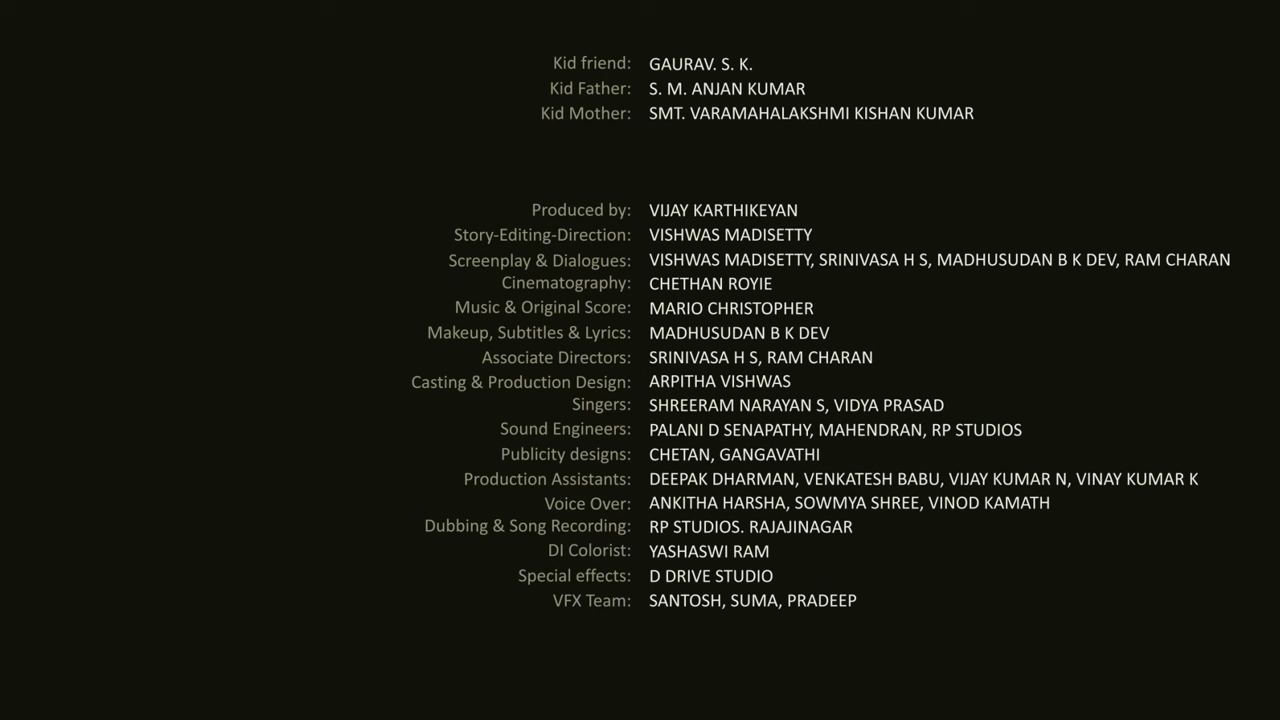 Kid friend: GAURAV. S. K.
Kid Father: S. M. ANJAN KUMAR
Kid Mother: SMT. VARAMAHALAKSHMI KISHAN KUMAR
Produced by: VIJAY KARTHIKEYAN
Story-Editing-Direction: VISHWAS MADISETTY
Screenplay & Dialogues: VISHWAS MADISETTY, SRINIVASA H S, MADHUSUDAN B K DEV, RAM CHARAN
Cinematography: CHETHAN ROYIE
Music & Original Score: MARIO CHRISTOPHER
Makeup, Subtitles & Lyrics: MADHUSUDAN B K DEV
Associate Directors: SRINIVASA H S, RAM CHARAN
Casting & Production Design: ARPITHA VISHWAS
Singers: SHREERAM NARAYAN S, VIDYA PRASAD
Sound Engineers: PALANI D SENAPATHY, MAHENDRAN, RP STUDIOS
Publicity designs: CHETAN, GANGAVATHI
Production Assistants: DEEPAK DHARMAN, VENKATESH BABU, VIJAY KUMAR N, VINAY KUMAR K
Voice Over: ANKITHA HARSHA, SOWMYA SHREE, VINOD KAMATH
Dubbing & Song Recording: RP STUDIOS. RAJAJINAGAR
DI Colorist: YASHASWI RAM
Special effects: D DRIVE STUDIO
VFX Team: SANTOSH, SUMA, PRADEEP